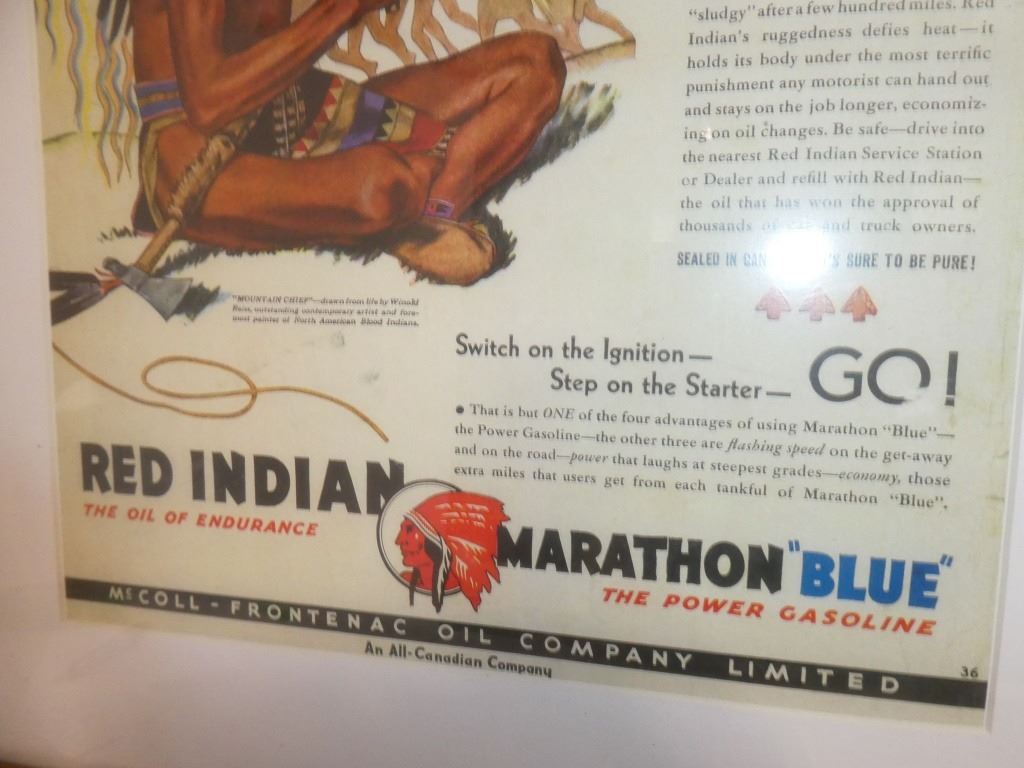 "sludgy" after a few hundred miles. Red
Indian's ruggedness defies heat—it
holds its body under the most terrific
punishment any motorist can hand out
and stays on the job longer, economiz-
ing on oil changes. Be safe—drive into
the nearest Red Indian Service Station
or Dealer and refill with Red Indian—
the oil that has won the approval of
thousands of and truck owners.
SEALED IN SURE TO BE PURE!
"MOUNTAIN CHIEF"—drawn from life by Winold
Reiss, outstanding contemporary artist and fore-
most painter of North American Blood Indians.
Switch on the Ignition—
Step on the Starter— GO!
• That is but ONE of the four advantages of using Marathon "Blue"—
the Power Gasoline—the other three are flashing speed on the get-away
and on the road—power that laughs at steepest grades—economy, those
extra miles that users get from each tankful of Marathon "Blue".
RED INDIAN
THE OIL OF ENDURANCE
MARATHON "BLUE"
THE POWER GASOLINE
McCOLL-FRONTENAC OIL COMPANY LIMITED
An All-Canadian Company
36